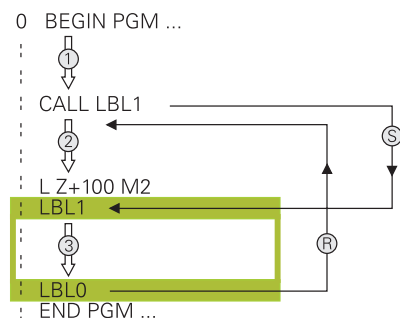 0 BEGIN PGM ...
1
CALL LBL1
S
2
L Z+100 M2
LBL1
3
R
LBL0
END PGM ...